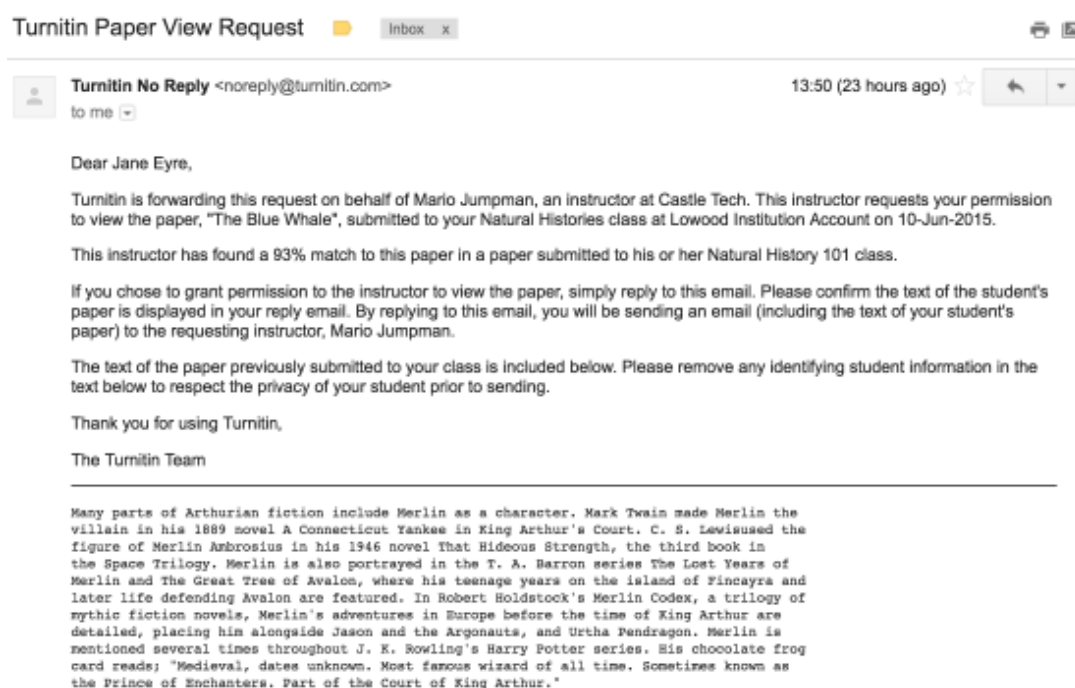 Turnitin Paper View Request Inbox x
Turnitin No Reply <noreply@turnitin.com> 13:50 (23 hours ago)
to me
Dear Jane Eyre,
Turnitin is forwarding this request on behalf of Mario Jumpman, an instructor at Castle Tech. This instructor requests your permission
to view the paper, "The Blue Whale", submitted to your Natural Histories class at Lowood Institution Account on 10-Jun-2015.
This instructor has found a 93% match to this paper in a paper submitted to his or her Natural History 101 class.
If you chose to grant permission to the instructor to view the paper, simply reply to this email. Please confirm the text of the student's
paper is displayed in your reply email. By replying to this email, you will be sending an email (including the text of your student's
paper) to the requesting instructor, Mario Jumpman.
The text of the paper previously submitted to your class is included below. Please remove any identifying student information in the
text below to respect the privacy of your student prior to sending.
Thank you for using Turnitin,
The Turnitin Team
Many parts of Arthurian fiction include Merlin as a character. Mark Twain made Merlin the
villain in his 1889 novel A Connecticut Yankee in King Arthur's Court. C. S. Lewisused the
figure of Merlin Ambrosius in his 1946 novel That Hideous Strength, the third book in
the Space Trilogy. Merlin is also portrayed in the T. A. Barron series The Lost Years of
Merlin and The Great Tree of Avalon, where his teenage years on the island of Fincayra and
later life defending Avalon are featured. In Robert Holdstock's Merlin Codex, a trilogy of
mythic fiction novels, Merlin's adventures in Europe before the time of King Arthur are
detailed, placing him alongside Jason and the Argonauts, and Urtha Pendragon. Merlin is
mentioned several times throughout J. K. Rowling's Harry Potter series. His chocolate frog
card reads; "Medieval, dates unknown. Most famous wizard of all time. Sometimes known as
the Prince of Enchanters. Part of the Court of King Arthur."